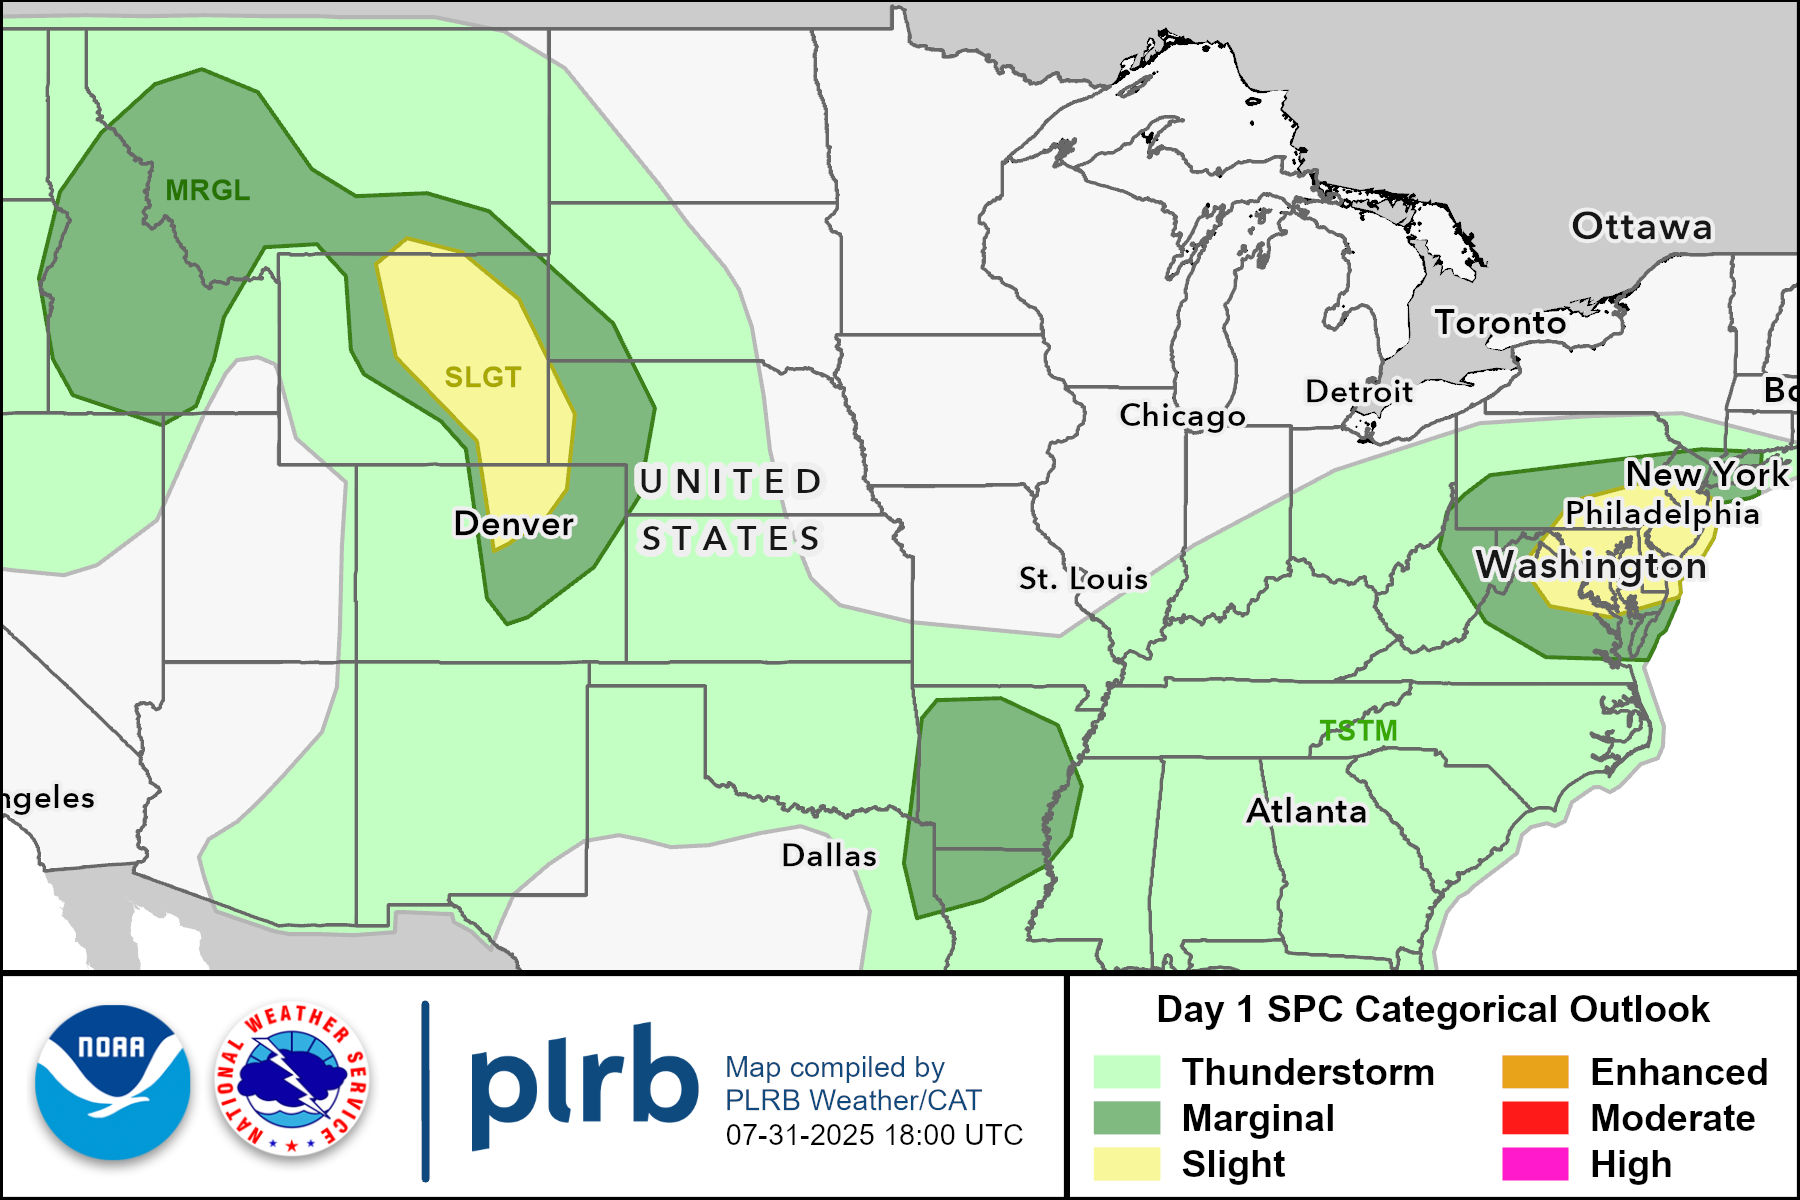 MRGL
Ottawa
Toronto
SLGT
Detroit
Bo
Chicago
UNITED
New York
Denver
Philadelphia
STATES
Washington
St. Louis
TSTM
ngeles
Atlanta
Dallas
NOAA
NATIONAL WEATHER SERVICE
plrb
Map compiled by
PLRB Weather/CAT
07-31-2025 18:00 UTC
Day 1 SPC Categorical Outlook
Thunderstorm
Marginal
Slight
Enhanced
Moderate
High